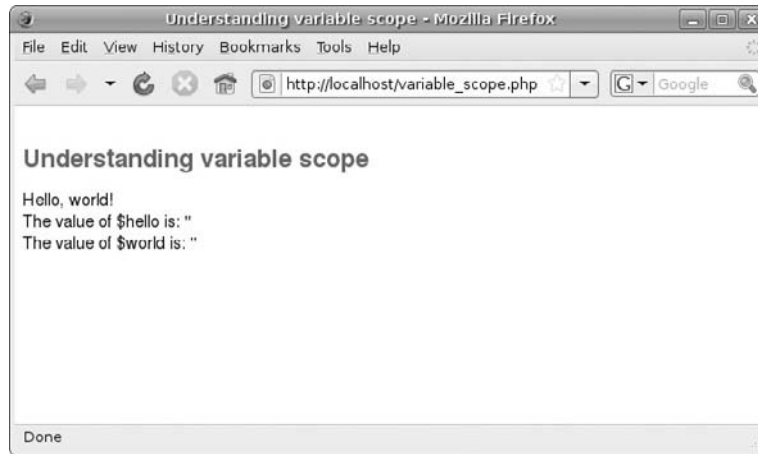 Understanding variable scope - Mozilla Firefox
File Edit View History Bookmarks Tools Help
http://localhost/variable_scope.php G Google
Understanding variable scope
Hello, world!
The value of $hello is: ''
The value of $world is: ''
Done